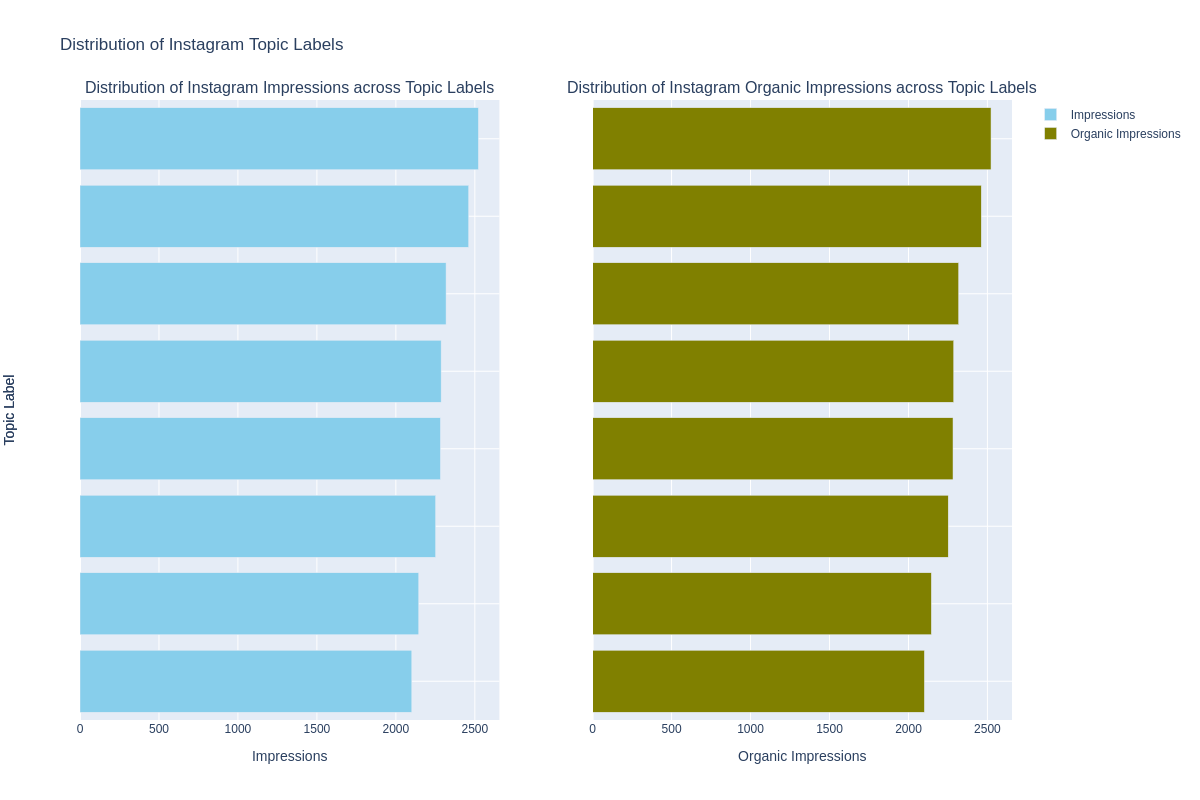 Distribution of Instagram Topic Labels
Distribution of Instagram Impressions across Topic Labels
Distribution of Instagram Organic Impressions across Topic Labels
Impressions
Organic Impressions
Topic Label
0 500 1000 1500 2000 2500
0 500 1000 1500 2000 2500
Impressions
Organic Impressions